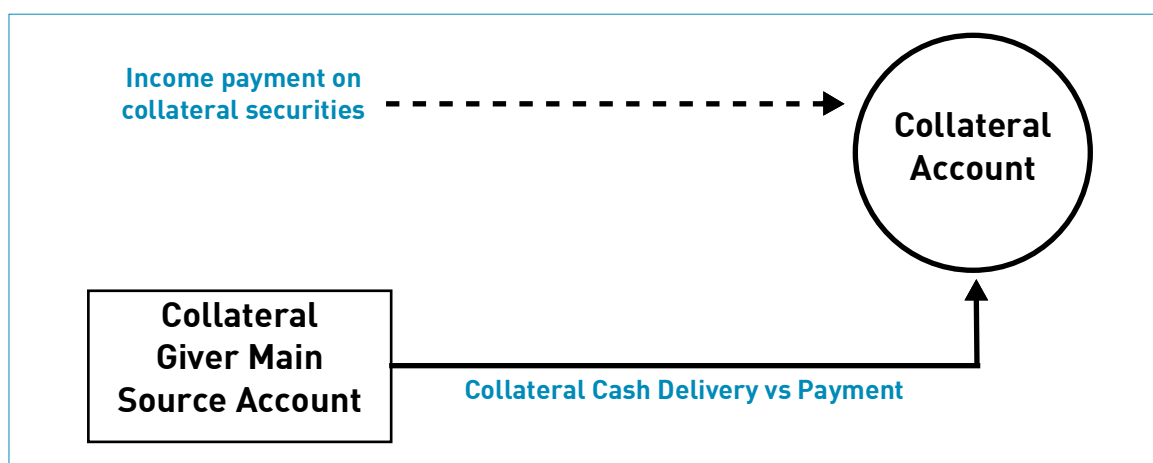 Income payment on
collateral securities
Collateral
Account
Collateral
Giver Main
Source Account
Collateral Cash Delivery vs Payment